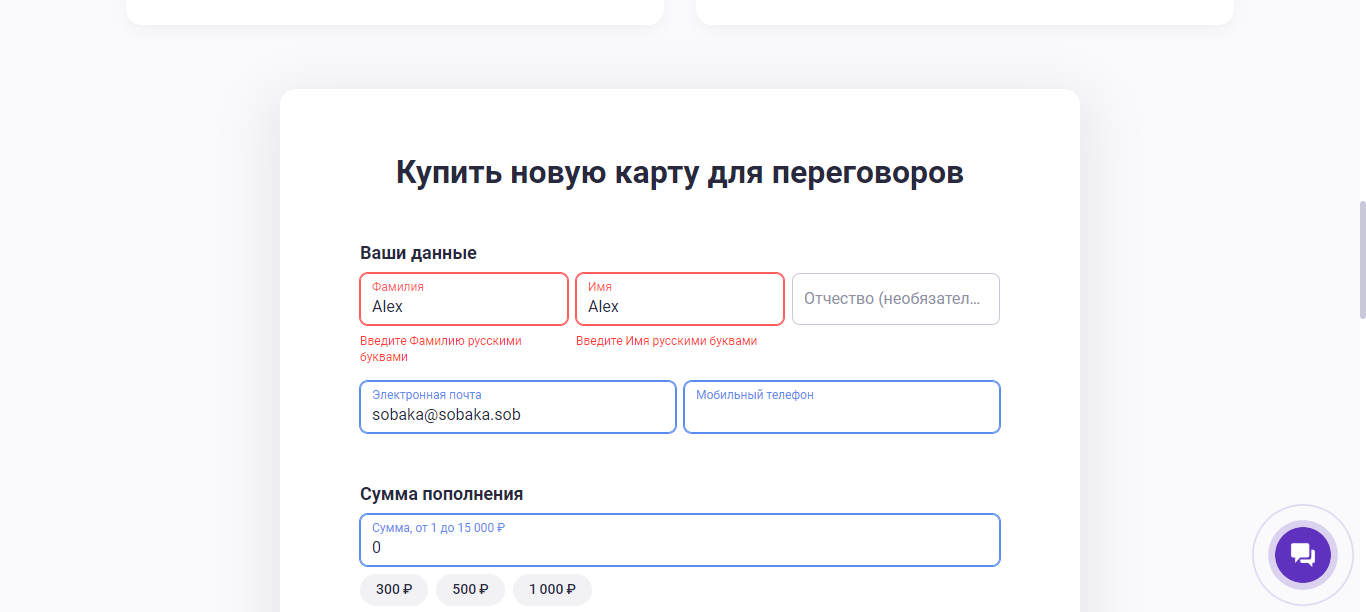 Купить новую карту для переговоров
Ваши данные
Фамилия
Alex
Имя
Alex
Отчество (необязател...
Введите Фамилию русскими
буквами
Введите Имя русскими буквами
Электронная почта
sobaka@sobaka.sob
Мобильный телефон
Сумма пополнения
Сумма, от 1 до 15 000 ₽
0
300 ₽
500 ₽
1 000 ₽